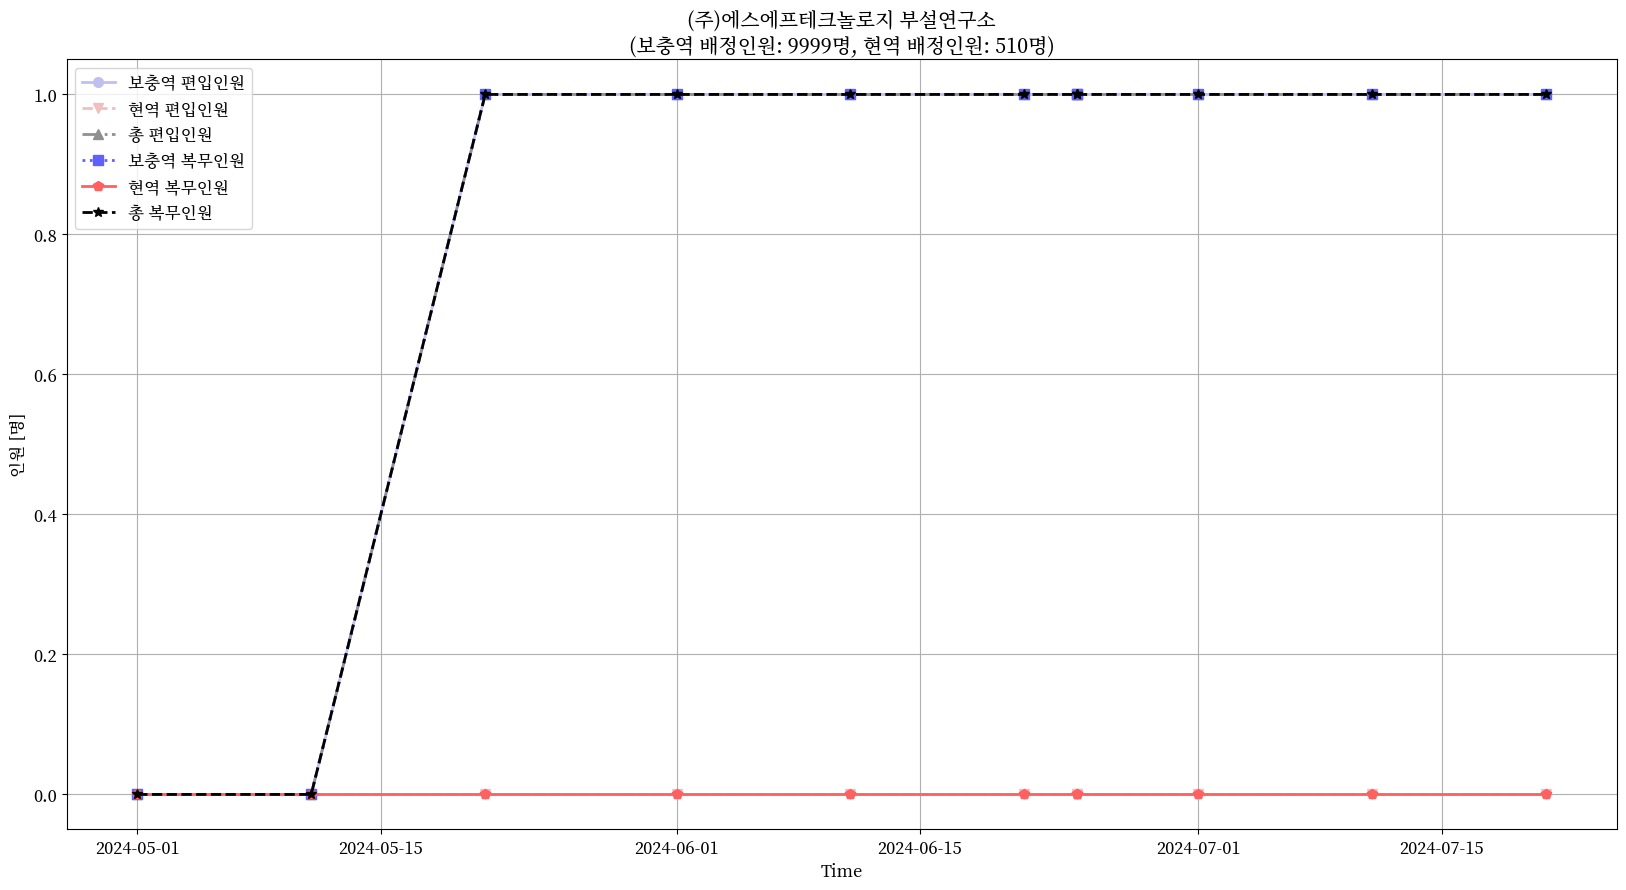 (주)에스에프테크놀로지 부설연구소
(보충역 배정인원: 9999명, 현역 배정인원: 510명)
보충역 편입인원
현역 편입인원
총 편입인원
보충역 복무인원
현역 복무인원
총 복무인원
인원 [명]
1.0
0.8
0.6
0.4
0.2
0.0
2024-05-01 2024-05-15 2024-06-01 2024-06-15 2024-07-01 2024-07-15
Time